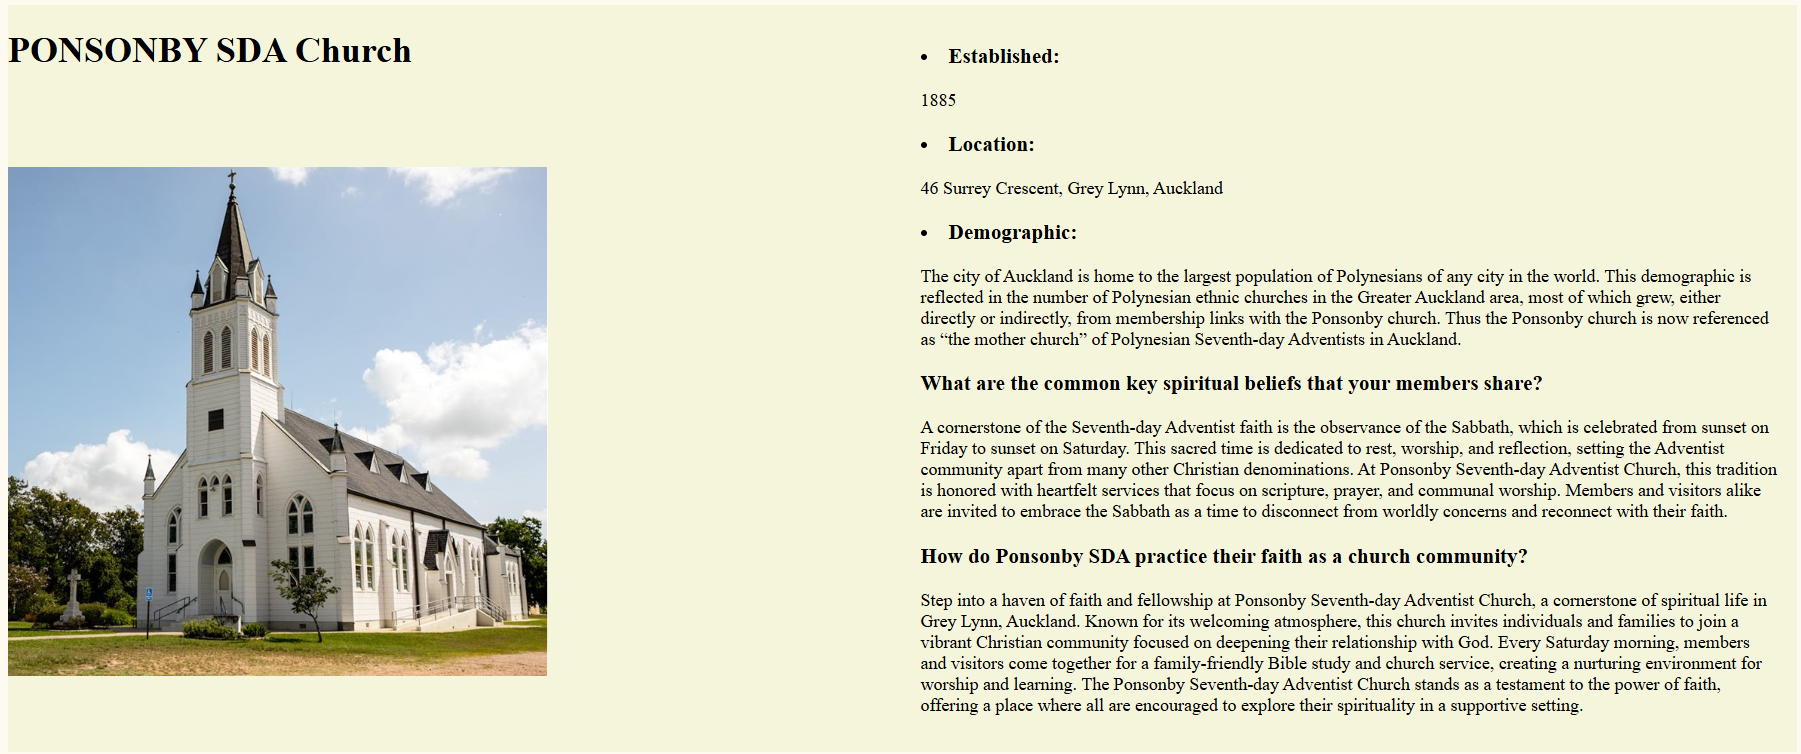 PONSONBY SDA Church
• Established:
1885
• Location:
46 Surrey Crescent, Grey Lynn, Auckland
• Demographic:
The city of Auckland is home to the largest population of Polynesians of any city in the world. This demographic is
reflected in the number of Polynesian ethnic churches in the Greater Auckland area, most of which grew, either
directly or indirectly, from membership links with the Ponsonby church. Thus the Ponsonby church is now referenced
as “the mother church” of Polynesian Seventh-day Adventists in Auckland.
What are the common key spiritual beliefs that your members share?
A cornerstone of the Seventh-day Adventist faith is the observance of the Sabbath, which is celebrated from sunset on
Friday to sunset on Saturday. This sacred time is dedicated to rest, worship, and reflection, setting the Adventist
community apart from many other Christian denominations. At Ponsonby Seventh-day Adventist Church, this tradition
is honored with heartfelt services that focus on scripture, prayer, and communal worship. Members and visitors alike
are invited to embrace the Sabbath as a time to disconnect from worldly concerns and reconnect with their faith.
How do Ponsonby SDA practice their faith as a church community?
Step into a haven of faith and fellowship at Ponsonby Seventh-day Adventist Church, a cornerstone of spiritual life in
Grey Lynn, Auckland. Known for its welcoming atmosphere, this church invites individuals and families to join a
vibrant Christian community focused on deepening their relationship with God. Every Saturday morning, members
and visitors come together for a family-friendly Bible study and church service, creating a nurturing environment for
worship and learning. The Ponsonby Seventh-day Adventist Church stands as a testament to the power of faith,
offering a place where all are encouraged to explore their spirituality in a supportive setting.